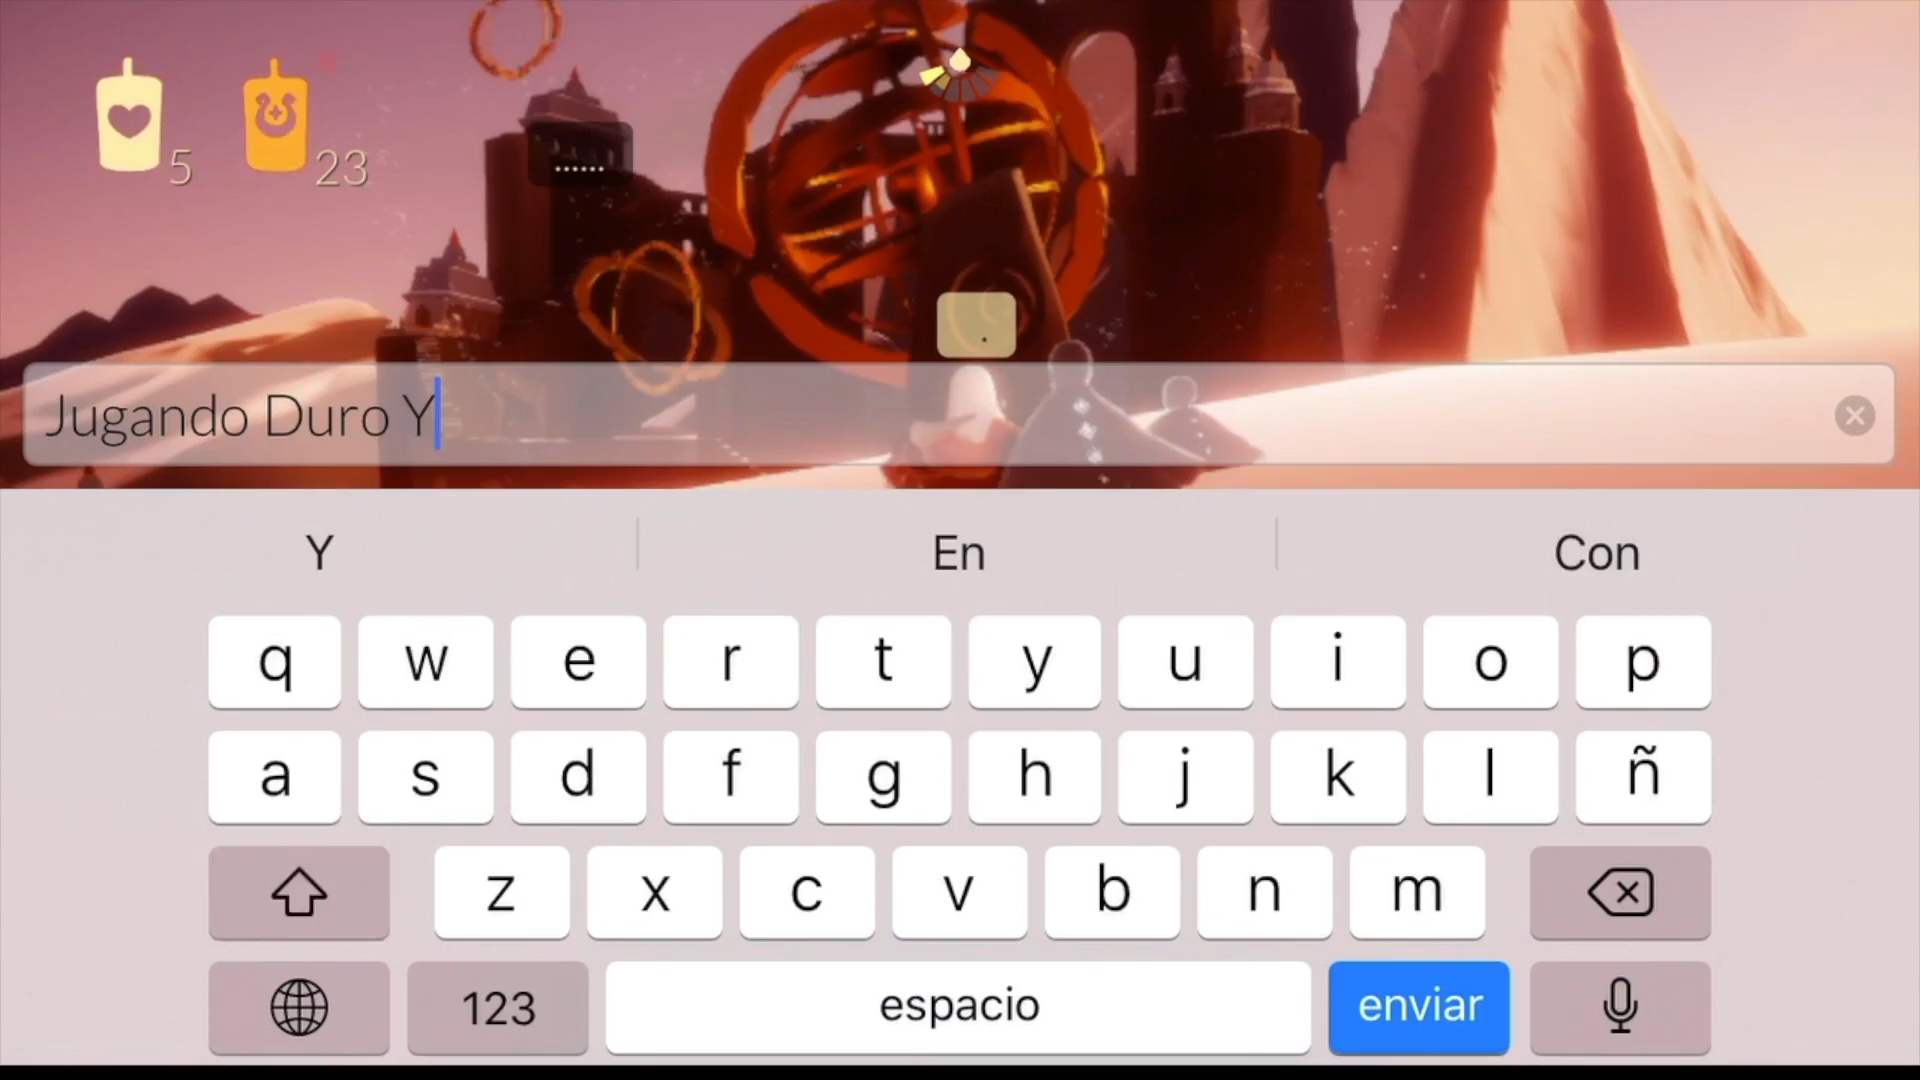 5 23
......
.
Jugando Duro Y
Y En Con
q w e r t y u i o p
a s d f g h j k l ñ
z x c v b n m
123 espacio enviar